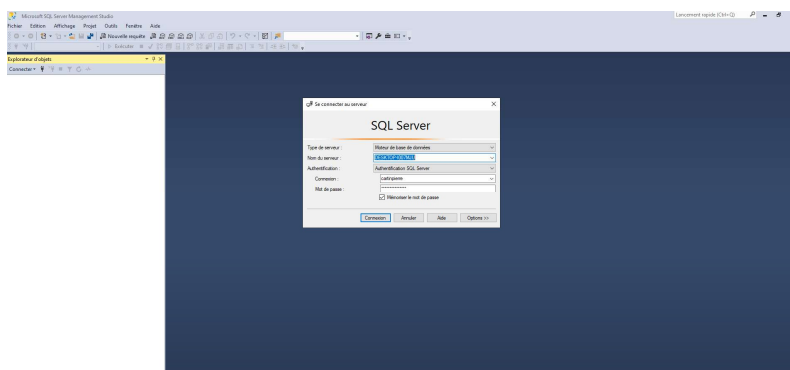 Microsoft SQL Server Management Studio
Lancement rapide (Ctrl+Q)
Fichier Edition Affichage Projet Outils Fenêtre Aide
Nouvelle requête
Exécuter
Explorateur d'objets
Connecter
Se connecter au serveur
SQL Server
Type de serveur : Moteur de base de données
Nom du serveur :
Authentification : Authentification SQL Server
Connexion : carlinpierre
Mot de passe : **************
Mémoriser le mot de passe
Connexion Annuler Aide Options >>